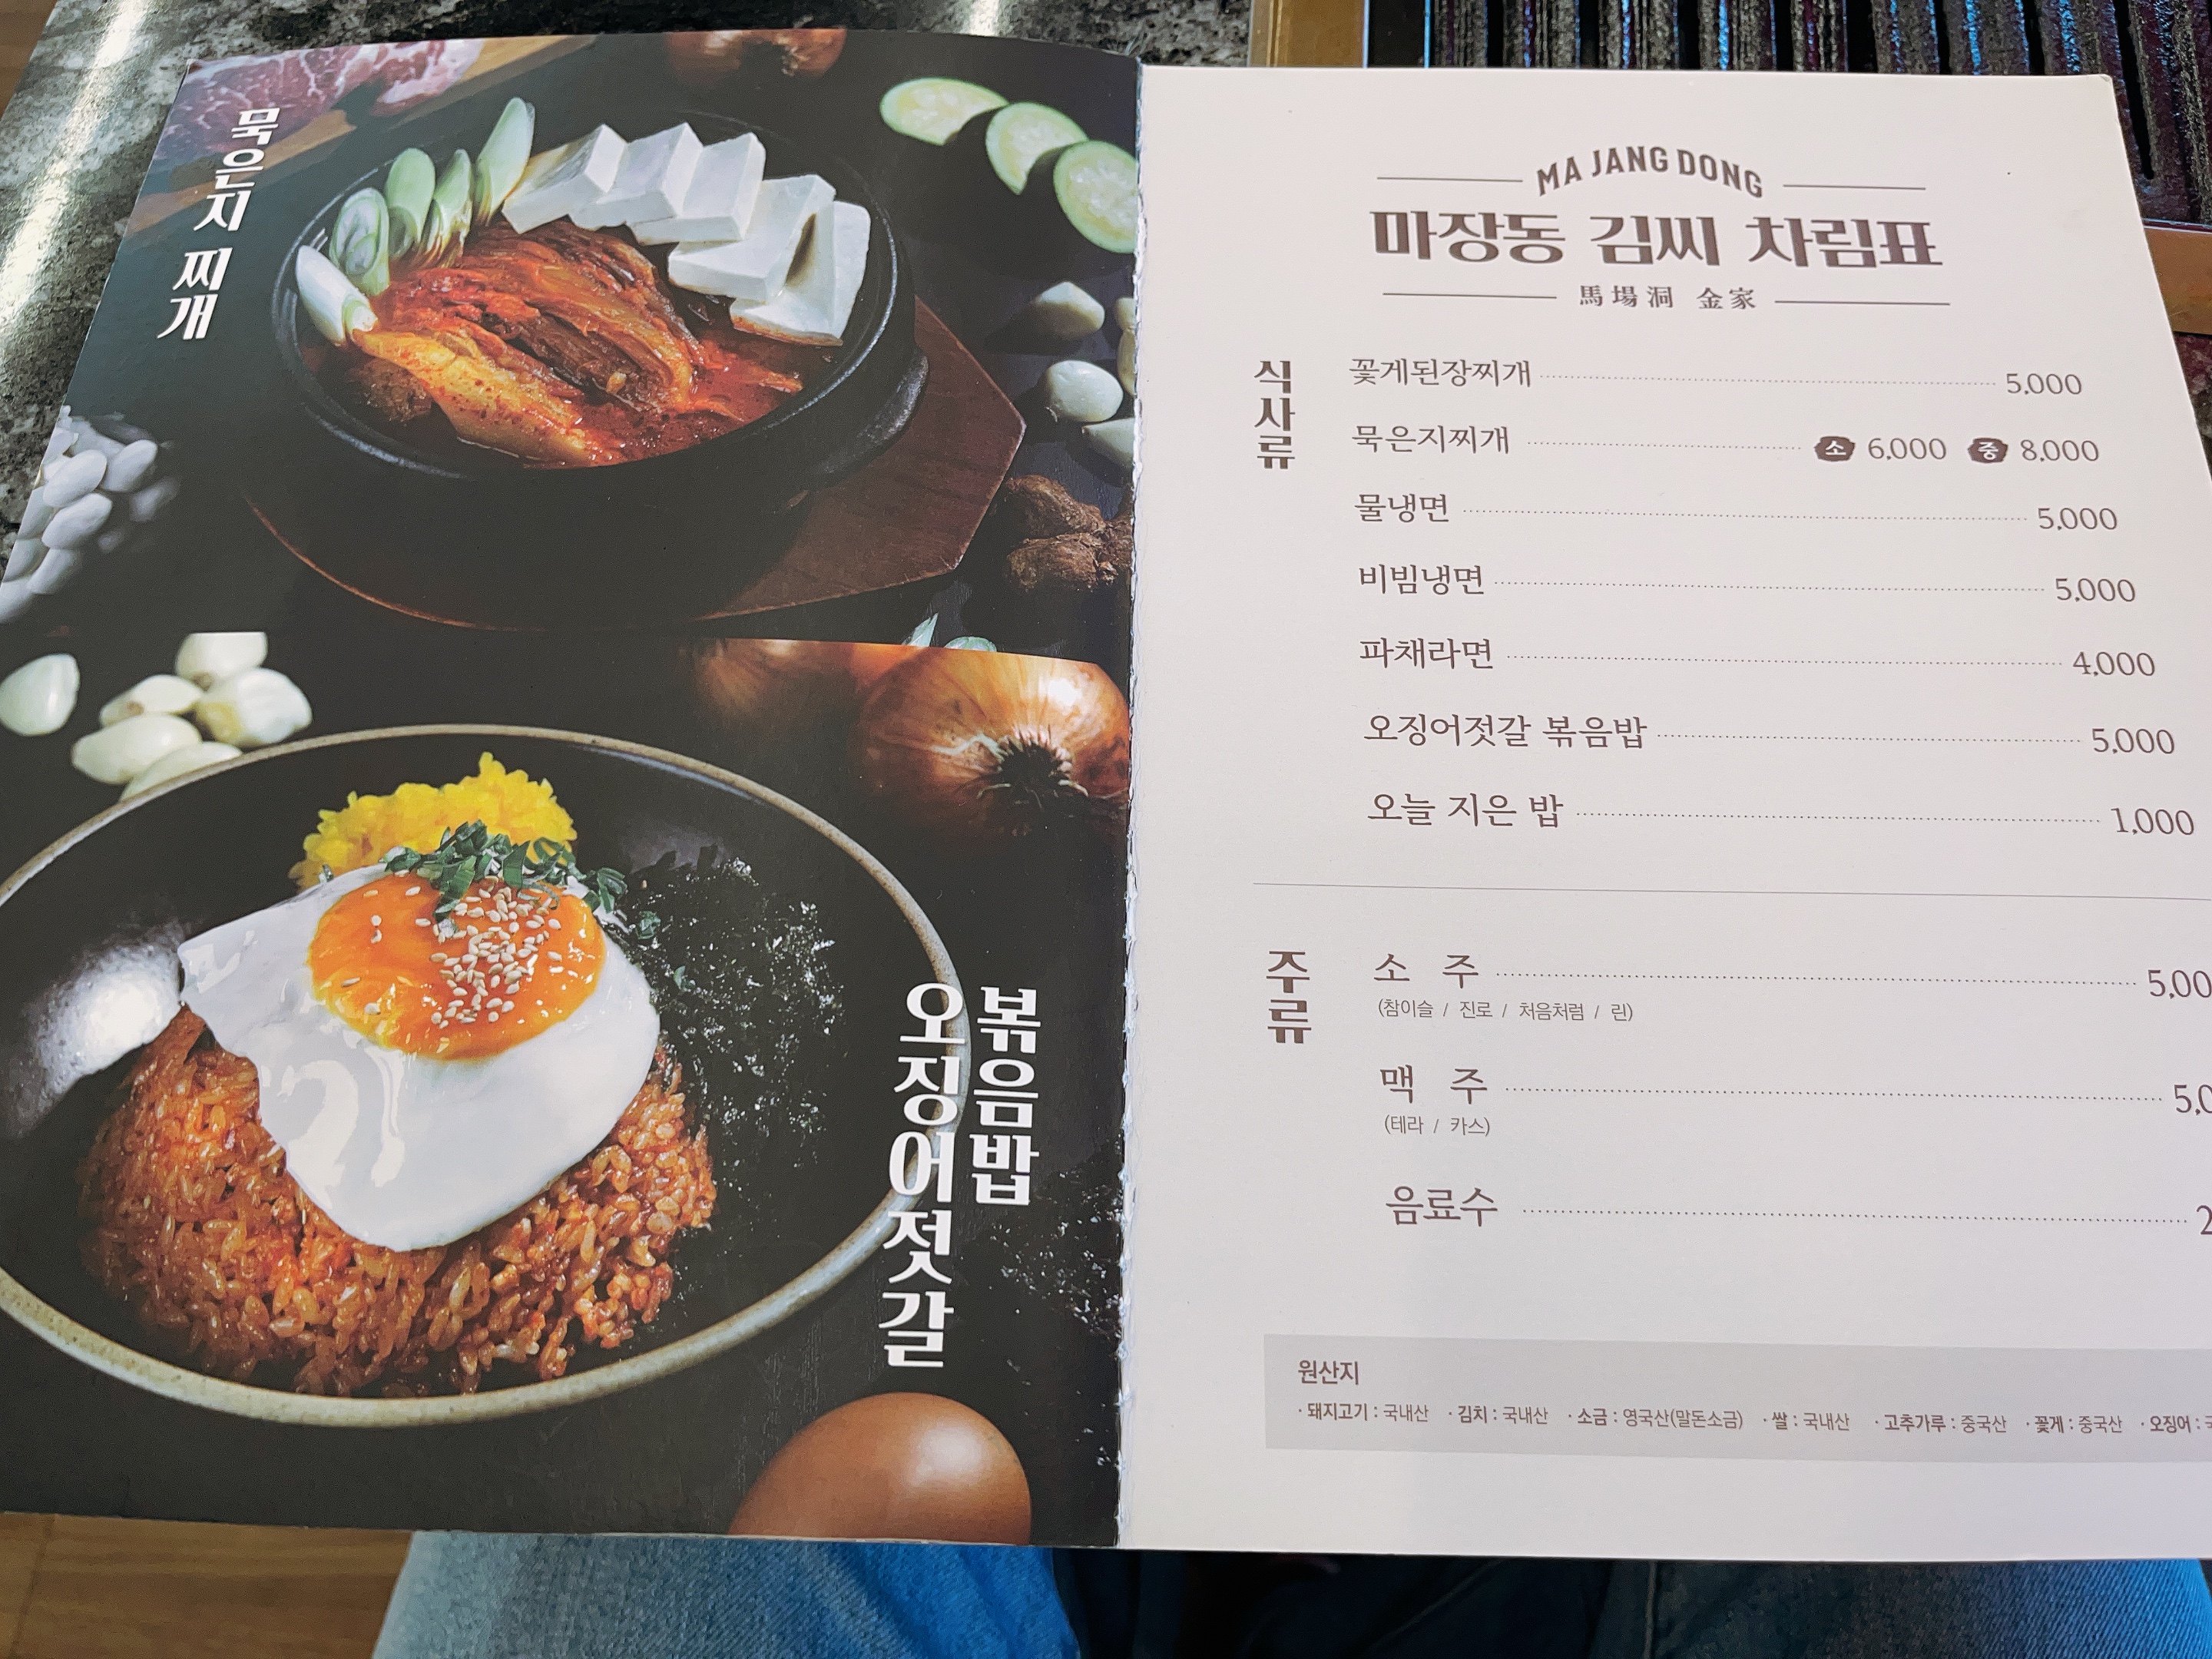 묵은지 찌개
오징어젓갈
볶음밥
MA JANG DONG
마장동 김씨 차림표
馬場洞 金家
식사류
꽃게된장찌개 5,000
묵은지찌개 소 6,000 중 8,000
물냉면 5,000
비빔냉면 5,000
파채라면 4,000
오징어젓갈 볶음밥 5,000
오늘 지은 밥 1,000
주류
소 주 5,00
(참이슬 / 진로 / 처음처럼 / 린)
맥 주 5,0
(테라 / 카스)
음료수 2
원산지
· 돼지고기 : 국내산 · 김치 : 국내산 · 소금 : 영국산(말돈소금) · 쌀 : 국내산 · 고추가루 : 중국산 · 꽃게 : 중국산 · 오징어 :